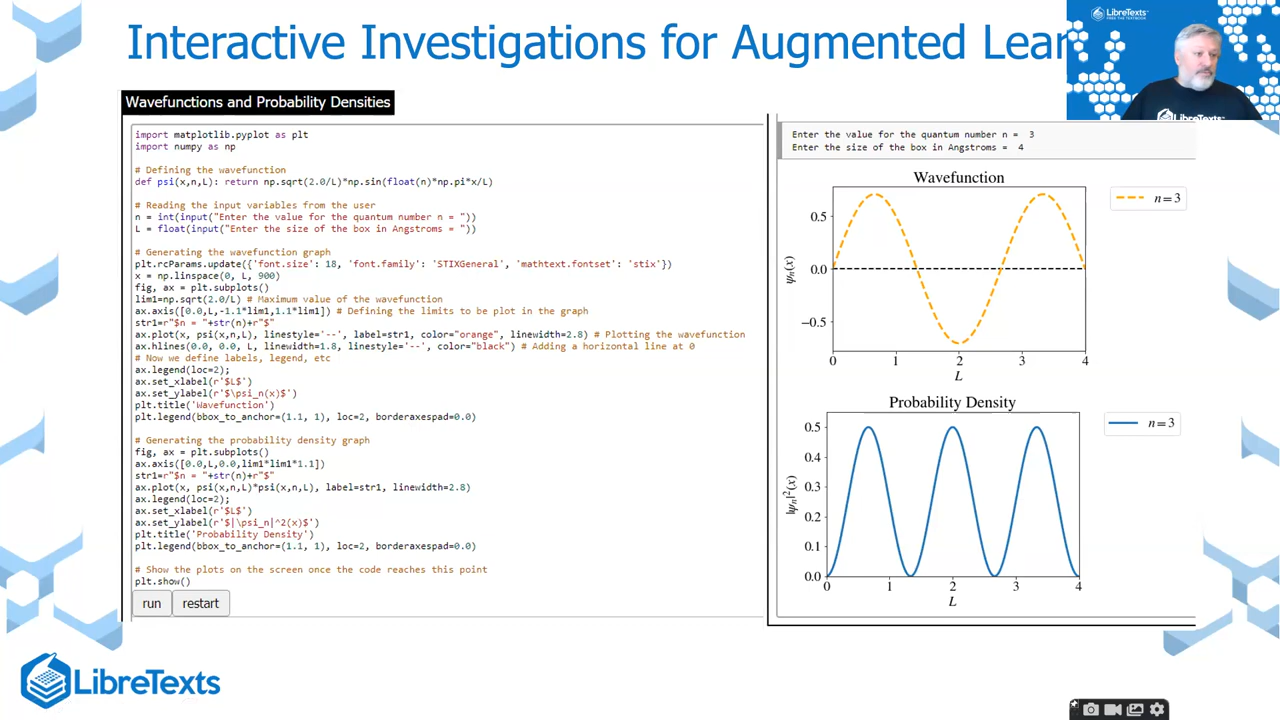 Interactive Investigations for Augmented Lear
LibreTexts
FREE THE TEXTBOOK
LibreTexts
Wavefunctions and Probability Densities
import matplotlib.pyplot as plt
import numpy as np
# Defining the wavefunction
def psi(x,n,L): return np.sqrt(2.0/L)*np.sin(float(n)*np.pi*x/L)
# Reading the input variables from the user
n = int(input("Enter the value for the quantum number n = "))
L = float(input("Enter the size of the box in Angstroms = "))
# Generating the wavefunction graph
plt.rcParams.update({'font.size': 18, 'font.family': 'STIXGeneral', 'mathtext.fontset': 'stix'})
x = np.linspace(0, L, 900)
fig, ax = plt.subplots()
lim1=np.sqrt(2.0/L) # Maximum value of the wavefunction
ax.axis([0.0,L,-1.1*lim1,1.1*lim1]) # Defining the limits to be plot in the graph
str1=r"$n = "+str(n)+r"$"
ax.plot(x, psi(x,n,L), linestyle='--', label=str1, color="orange", linewidth=2.8) # Plotting the wavefunction
ax.hlines(0.0, 0.0, L, linewidth=1.8, linestyle='--', color="black") # Adding a horizontal line at 0
# Now we define labels, legend, etc
ax.legend(loc=2);
ax.set_xlabel(r'$L$')
ax.set_ylabel(r'$\psi_n(x)$')
plt.title('Wavefunction')
plt.legend(bbox_to_anchor=(1.1, 1), loc=2, borderaxespad=0.0)
# Generating the probability density graph
fig, ax = plt.subplots()
ax.axis([0.0,L,0.0,lim1*lim1*1.1])
str1=r"$n = "+str(n)+r"$"
ax.plot(x, psi(x,n,L)*psi(x,n,L), label=str1, linewidth=2.8)
ax.legend(loc=2);
ax.set_xlabel(r'$L$')
ax.set_ylabel(r'$|\psi_n|^2(x)$')
plt.title('Probability Density')
plt.legend(bbox_to_anchor=(1.1, 1), loc=2, borderaxespad=0.0)
# Show the plots on the screen once the code reaches this point
plt.show()
run restart
Enter the value for the quantum number n = 3
Enter the size of the box in Angstroms = 4
Wavefunction
n = 3
0.5
0.0
−0.5
ψn(x)
0 1 2 3 4
L
Probability Density
n = 3
0.5
0.4
0.3
0.2
0.1
0.0
|ψn|²(x)
0 1 2 3 4
L
LibreTexts